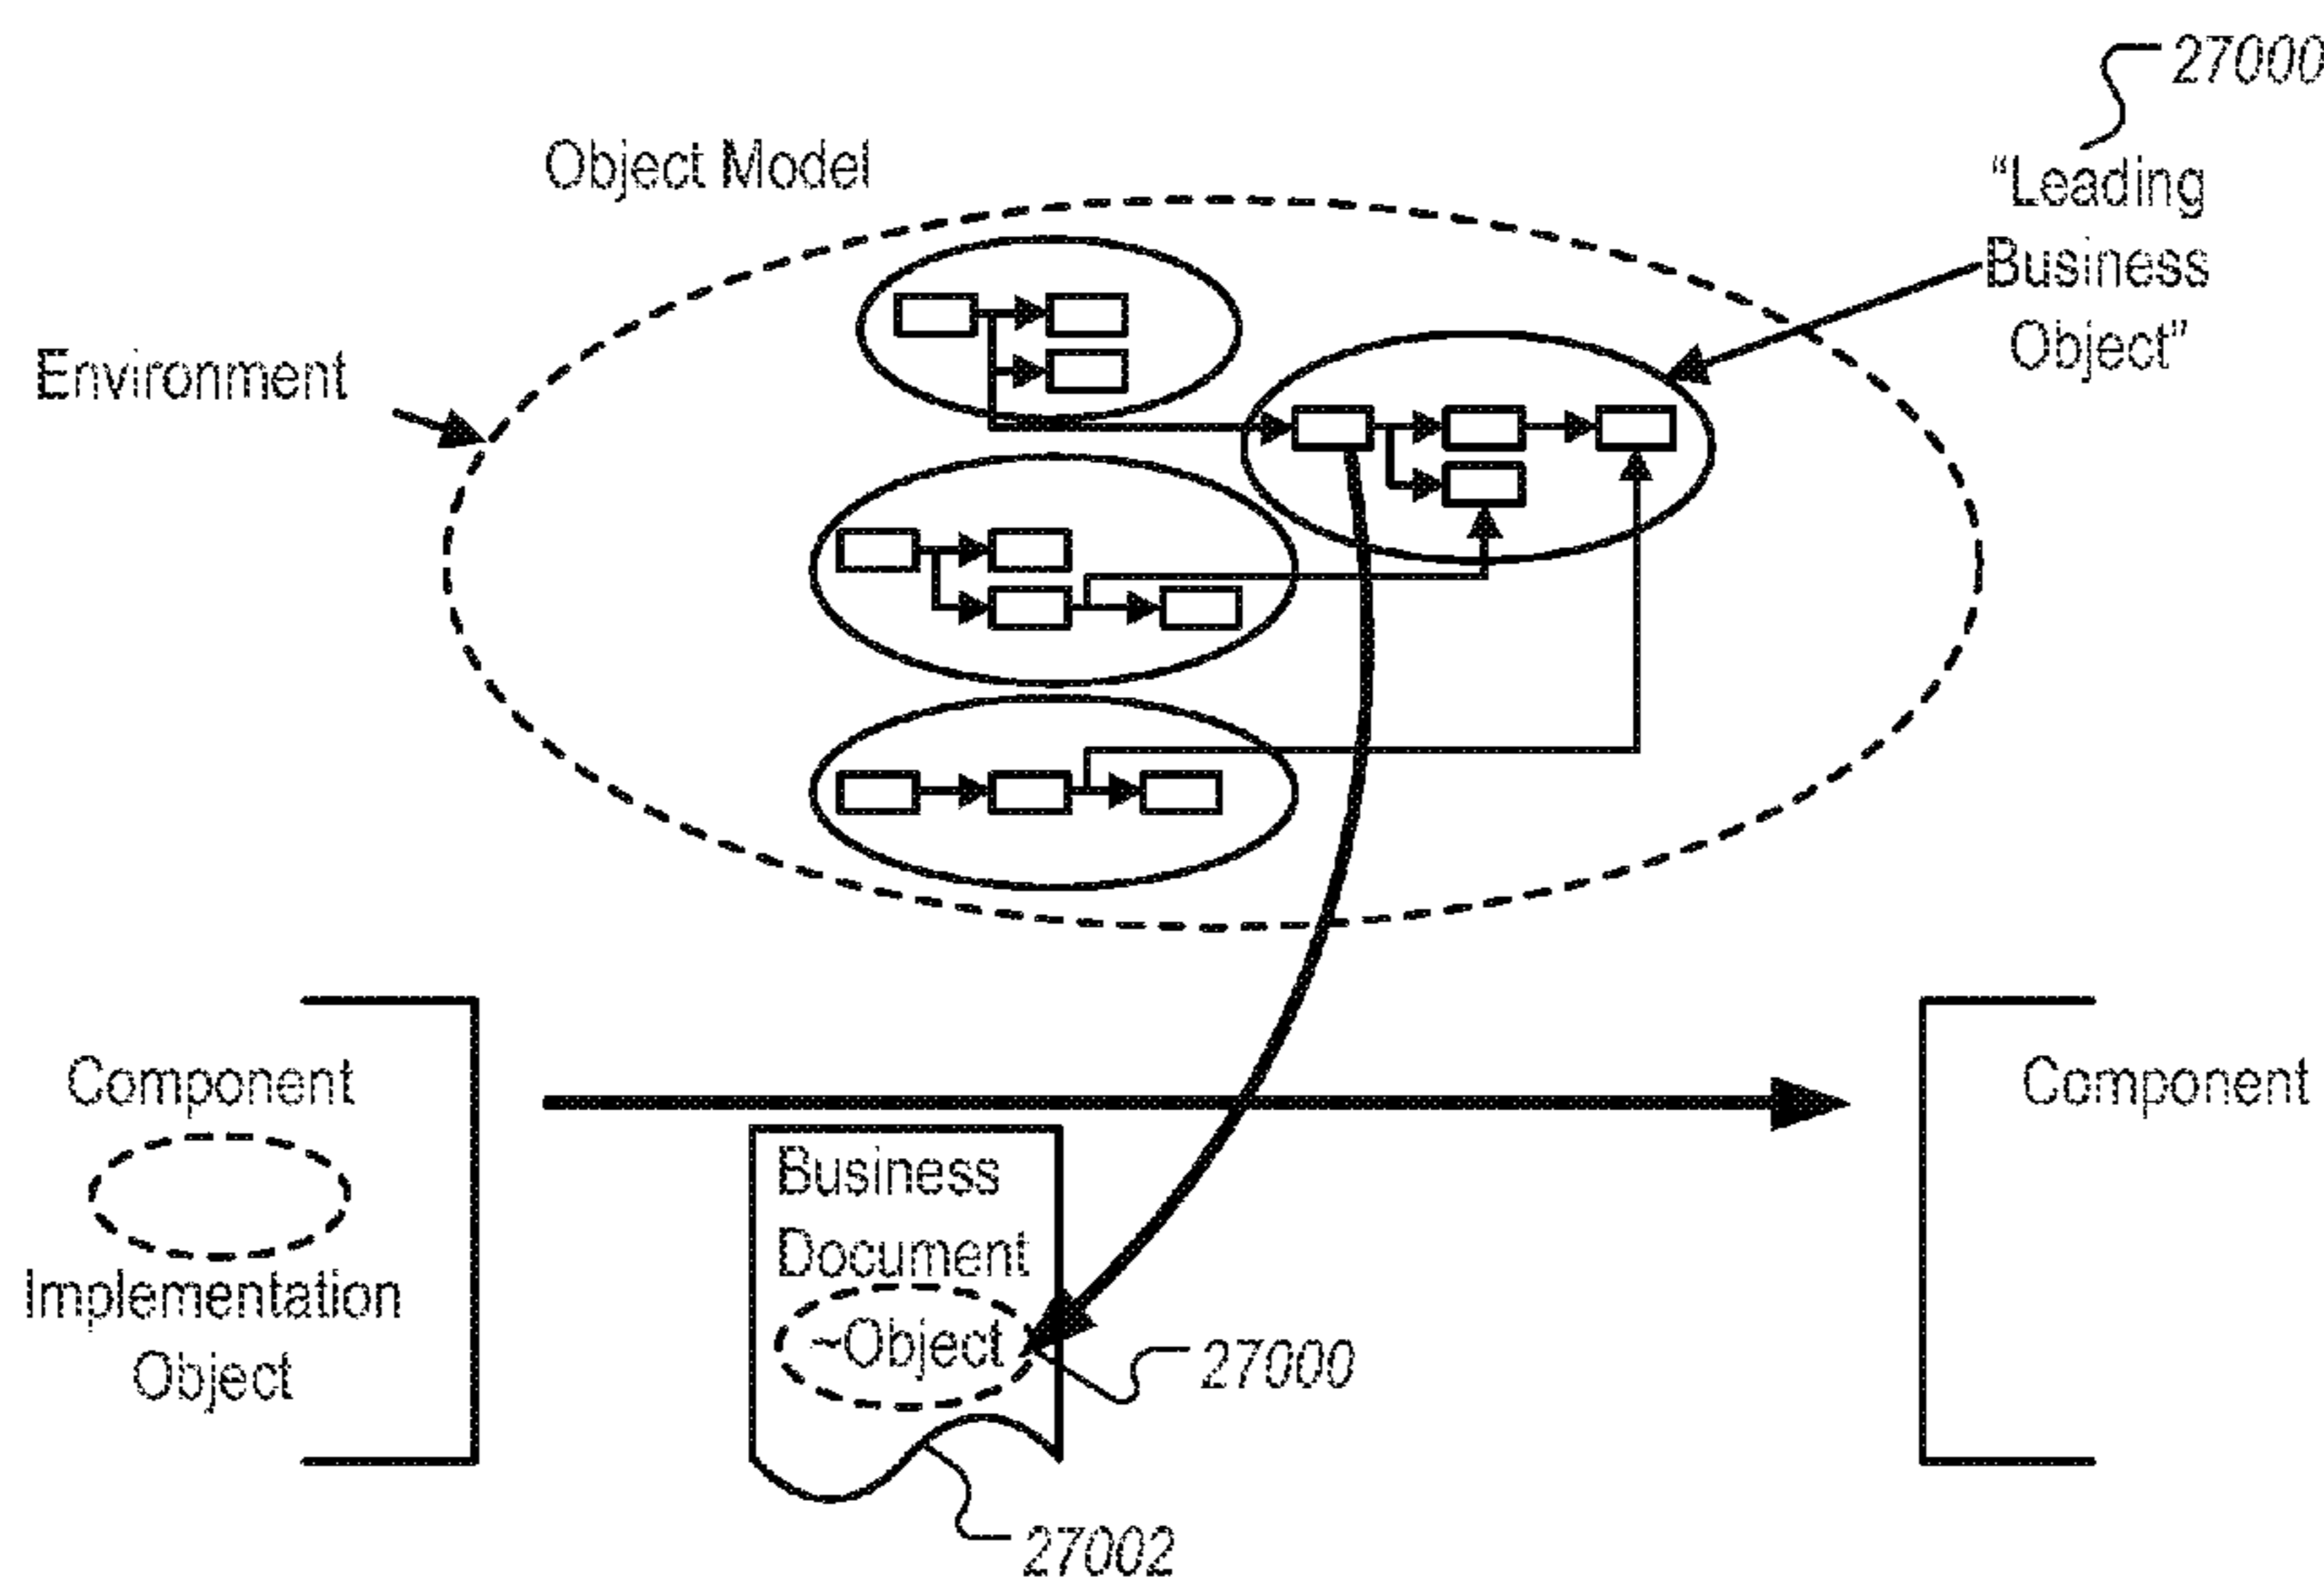 27000
Object Model
"Leading
Business
Object"
Environment
Component
Implementation
Object
Business
Document
~Object
27000
27002
Component